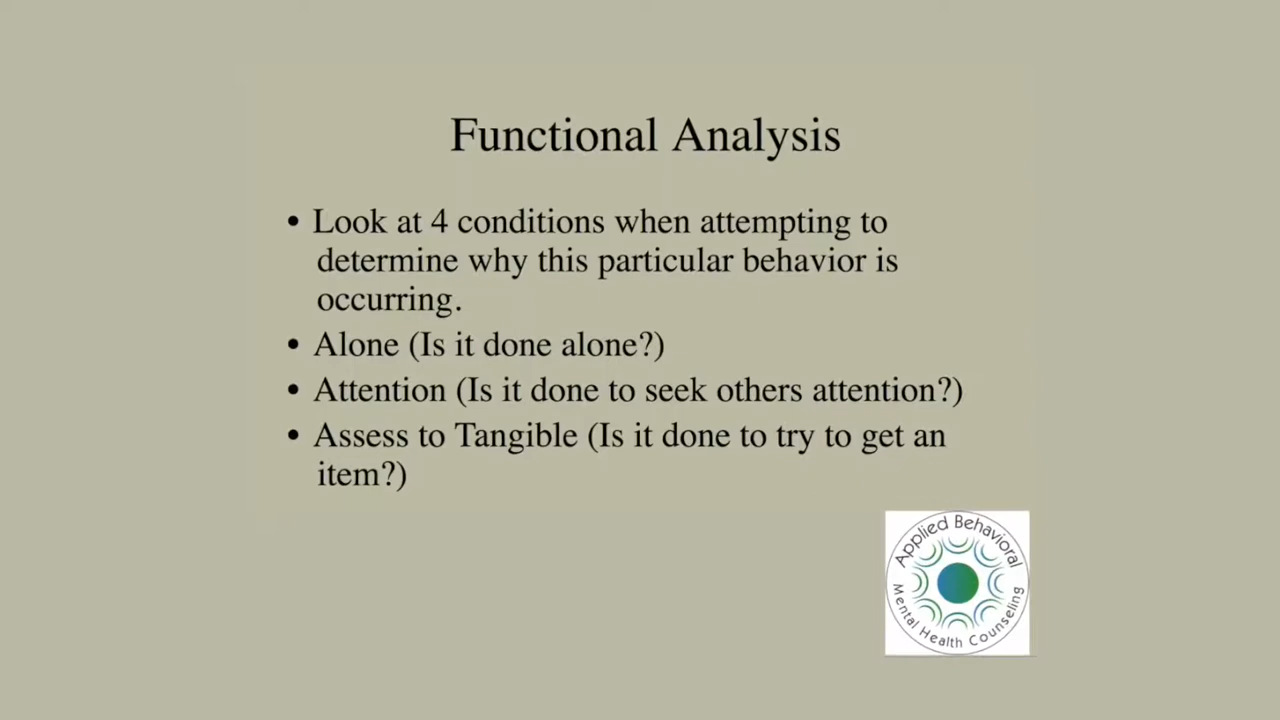 Functional Analysis
• Look at 4 conditions when attempting to
determine why this particular behavior is
occurring.
• Alone (Is it done alone?)
• Attention (Is it done to seek others attention?)
• Assess to Tangible (Is it done to try to get an
item?)
Applied Behavioral
Mental Health Counseling